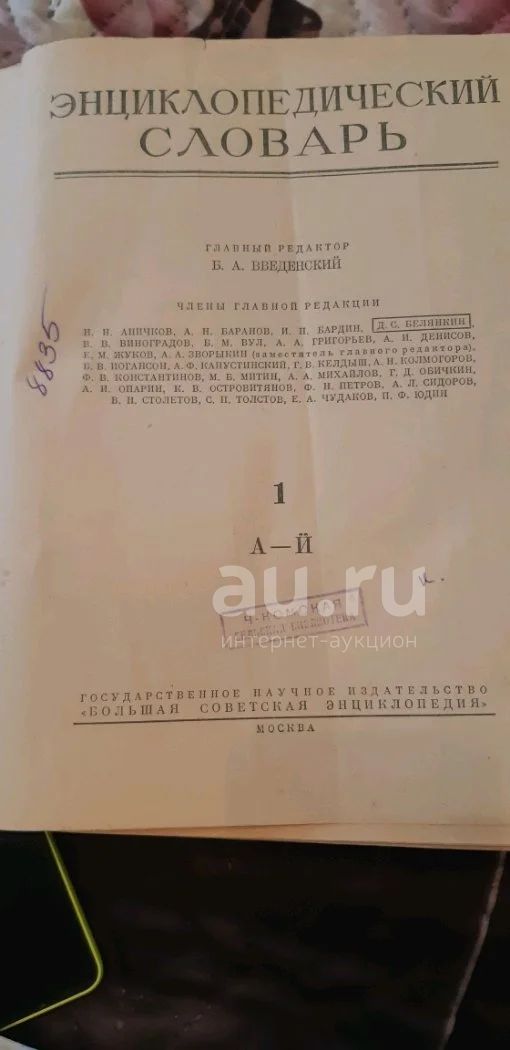 ЭНЦИКЛОПЕДИЧЕСКИЙ
СЛОВАРЬ
ГЛАВНЫЙ РЕДАКТОР
Б. А. ВВЕДЕНСКИЙ
ЧЛЕНЫ ГЛАВНОЙ РЕДАКЦИИ
Н. Н. АНИЧКОВ, А. Н. БАРАНОВ, И. П. БАРДИН, Д. С. БЕЛЯНКИН,
В. В. ВИНОГРАДОВ, Б. М. ВУЛ, А. А. ГРИГОРЬЕВ, А. И. ДЕНИСОВ,
Е. М. ЖУКОВ, А. А. ЗВОРЫКИН (заместитель главного редактора),
Б. В. ИОГАНСОН, А. Ф. КАПУСТИНСКИЙ, Г. В. КЕЛДЫШ, А. Н. КОЛМОГОРОВ,
Ф. В. КОНСТАНТИНОВ, М. Б. МИТИН, А. А. МИХАЙЛОВ, Г. Д. ОБИЧКИН,
А. И. ОПАРИН, К. В. ОСТРОВИТЯНОВ, Ф. Н. ПЕТРОВ, А. Л. СИДОРОВ,
В. Н. СТОЛЕТОВ, С. П. ТОЛСТОВ, Е. А. ЧУДАКОВ, П. Ф. ЮДИН
8835
1
А—Й
au.ru
интернет-аукцион
БИБЛИОТЕКА
ГОСУДАРСТВЕННОЕ НАУЧНОЕ ИЗДАТЕЛЬСТВО
«БОЛЬШАЯ СОВЕТСКАЯ ЭНЦИКЛОПЕДИЯ»
МОСКВА